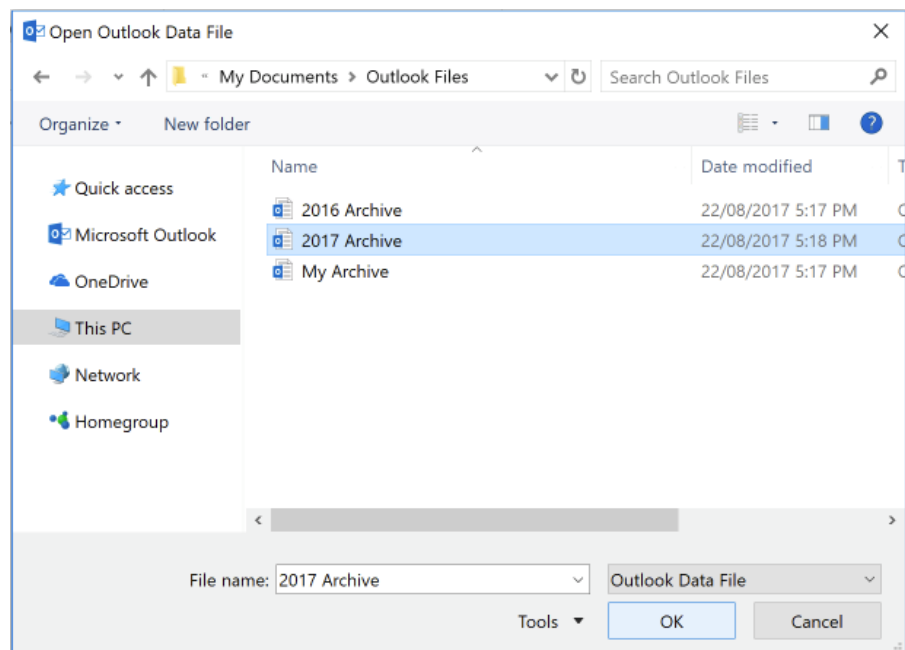 Open Outlook Data File
« My Documents > Outlook Files
Search Outlook Files
Organize
New folder
?
Name
Date modified
Quick access
Microsoft Outlook
OneDrive
This PC
Network
Homegroup
2016 Archive 22/08/2017 5:17 PM
2017 Archive 22/08/2017 5:18 PM
My Archive 22/08/2017 5:17 PM
File name: 2017 Archive
Outlook Data File
Tools
OK
Cancel